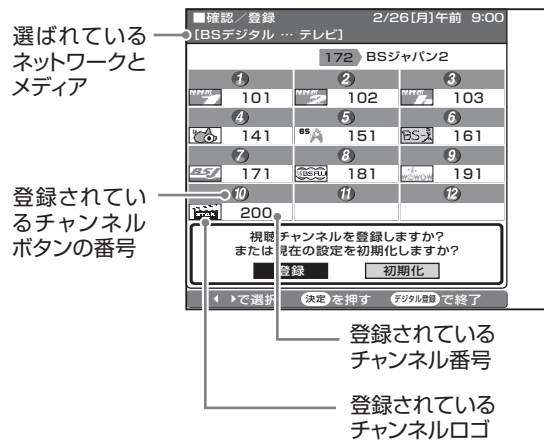 選ばれている
ネットワークと
メディア
登録されてい
るチャンネル
ボタンの番号
■確認／登録 2/26[月]午前 9:00
[BSデジタル … テレビ]
172 BSジャパン2
1 2 3
101 102 103
4 5 6
141 BS 151 BS-i 161
7 8 9
BSJ 171 181 WOWOW 191
10 11 12
200
視聴チャンネルを登録しますか?
または現在の設定を初期化しますか?
登録 初期化
で選択 決定を押す デジタル登録で終了
登録されている
チャンネル番号
登録されている
チャンネルロゴ